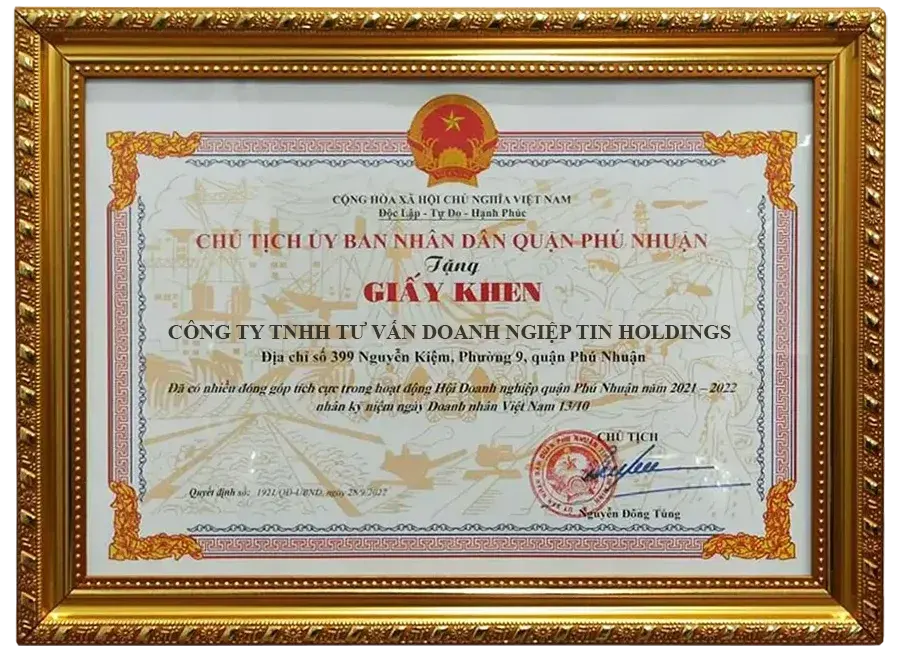 CỘNG HÒA XÃ HỘI CHỦ NGHĨA VIỆT NAM
Độc Lập - Tự Do - Hạnh Phúc
CHỦ TỊCH ỦY BAN NHÂN DÂN QUẬN PHÚ NHUẬN
Tặng
GIẤY KHEN
CÔNG TY TNHH TƯ VẤN DOANH NGIỆP TIN HOLDINGS
Địa chỉ số 399 Nguyễn Kiệm, Phường 9, quận Phú Nhuận
Đã có nhiều đóng góp tích cực trong hoạt động Hội Doanh nghiệp quận Phú Nhuận năm 2021 – 2022
nhân kỷ niệm ngày Doanh nhân Việt Nam 13/10
CHỦ TỊCH
Quyết định số: 1921/QĐ-UBND, ngày 28/9/2022
Nguyễn Đông Tùng